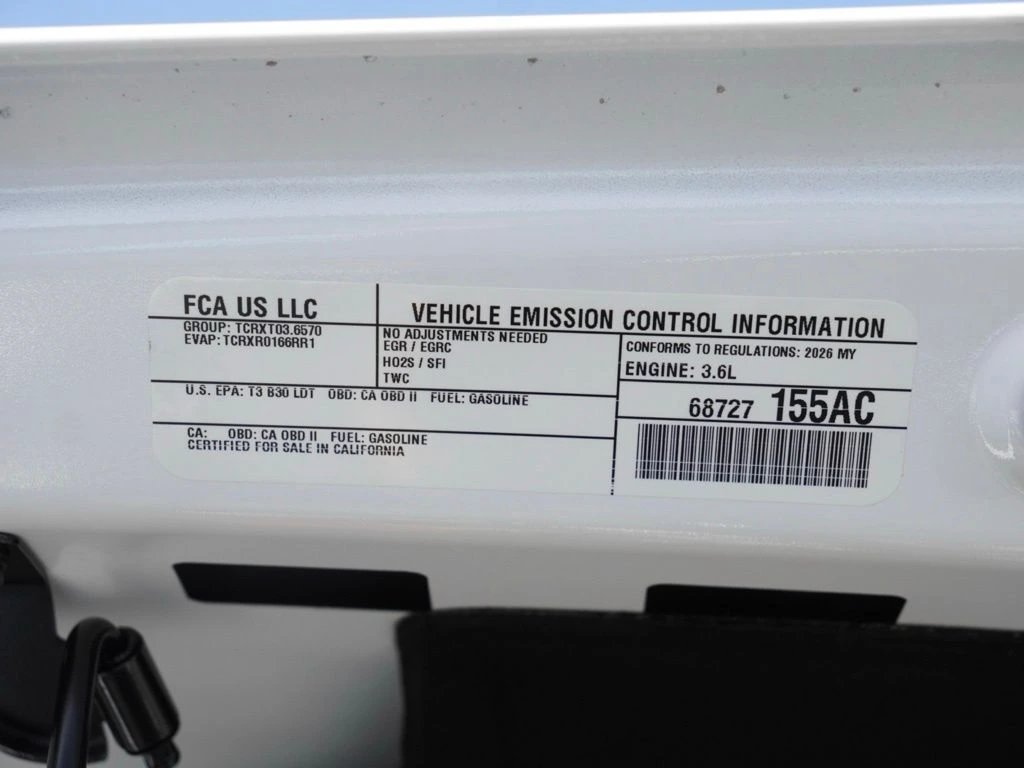 FCA US LLC
VEHICLE EMISSION CONTROL INFORMATION
GROUP: TCRXT03.6570
EVAP: TCRXR0166RR1
NO ADJUSTMENTS NEEDED
EGR / EGRC
HO2S / SFI
TWC
CONFORMS TO REGULATIONS: 2026 MY
ENGINE: 3.6L
U.S. EPA: T3 B30 LDT OBD: CA OBD II FUEL: GASOLINE
68727 155AC
CA: OBD: CA OBD II FUEL: GASOLINE
CERTIFIED FOR SALE IN CALIFORNIA